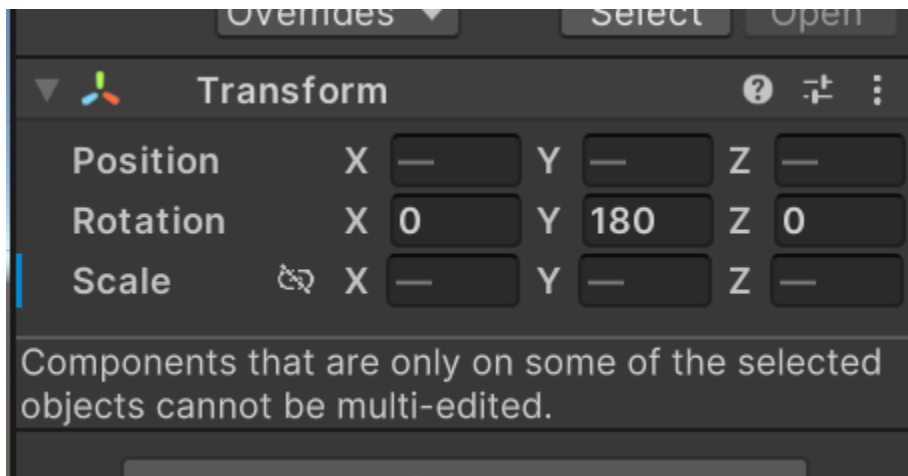 Overrides Select Open
Transform
Position X — Y — Z —
Rotation X 0 Y 180 Z 0
Scale X — Y — Z —
Components that are only on some of the selected
objects cannot be multi-edited.